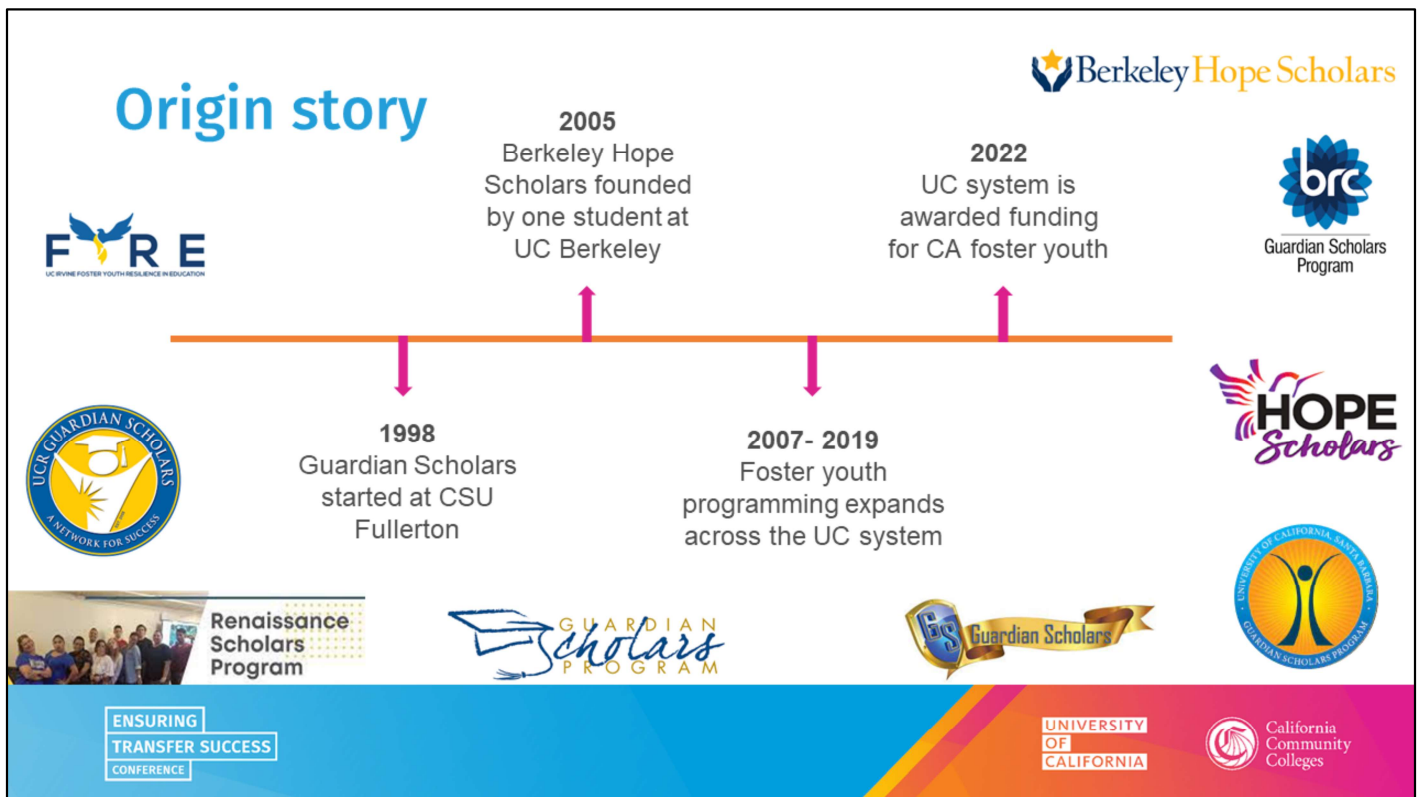 Origin story
Berkeley Hope Scholars
2005
Berkeley Hope
Scholars founded
by one student at
UC Berkeley
2022
UC system is
awarded funding
for CA foster youth
brc
Guardian Scholars
Program
FYRE
UC IRVINE FOSTER YOUTH RESILIENCE IN EDUCATION
1998
Guardian Scholars
started at CSU
Fullerton
2007- 2019
Foster youth
programming expands
across the UC system
HOPE
Scholars
UCR GUARDIAN SCHOLARS
A NETWORK FOR SUCCESS
UNIVERSITY OF CALIFORNIA, SANTA BARBARA
GUARDIAN SCHOLARS PROGRAM
Renaissance
Scholars
Program
GUARDIAN
Scholars
PROGRAM
GS
Guardian Scholars
ENSURING
TRANSFER SUCCESS
CONFERENCE
UNIVERSITY
OF
CALIFORNIA
California
Community
Colleges